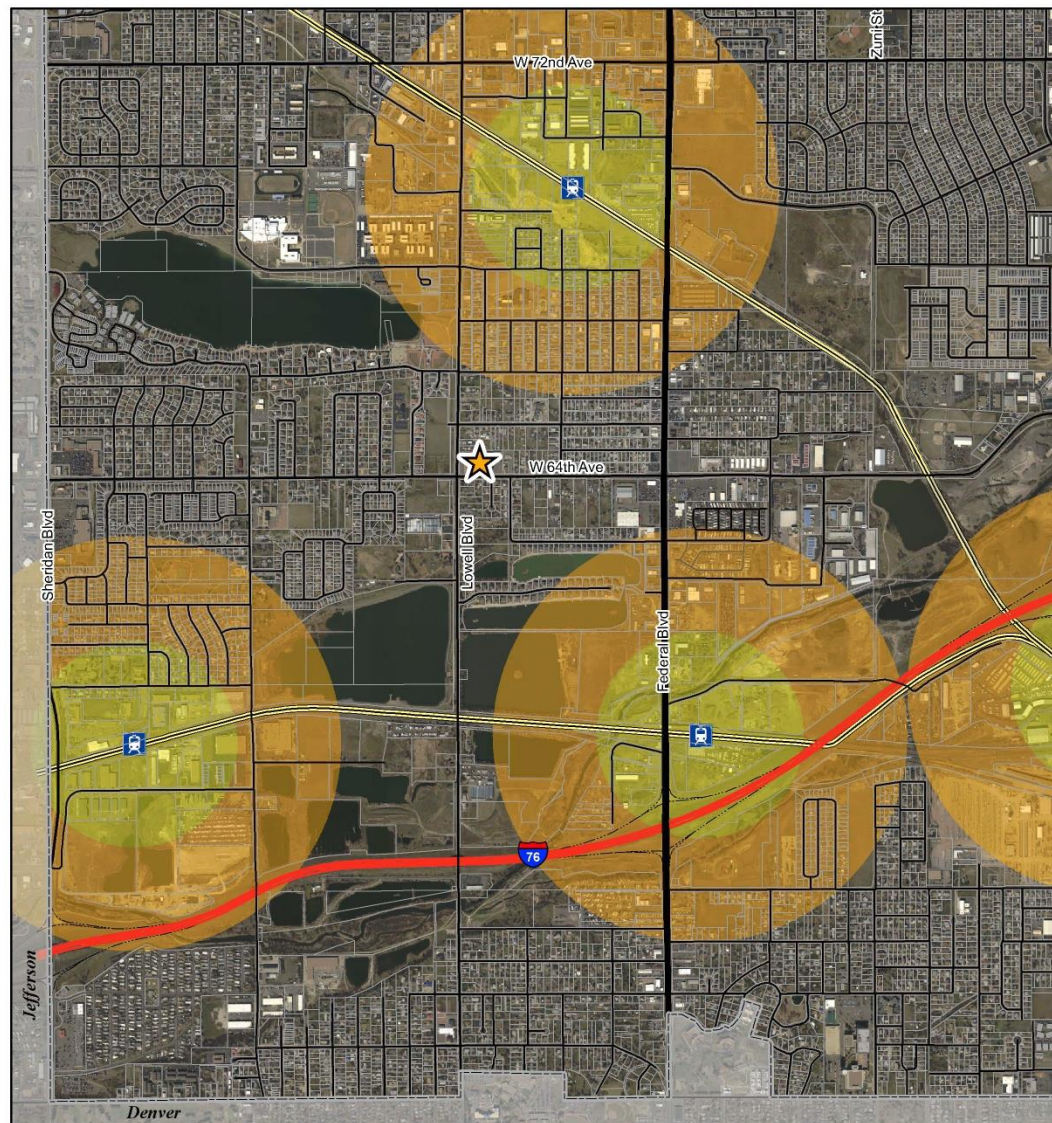 W 72nd Ave
Zuni St
W 64th Ave
Sheridan Blvd
Lowell Blvd
Federal Blvd
76
Jefferson
Denver